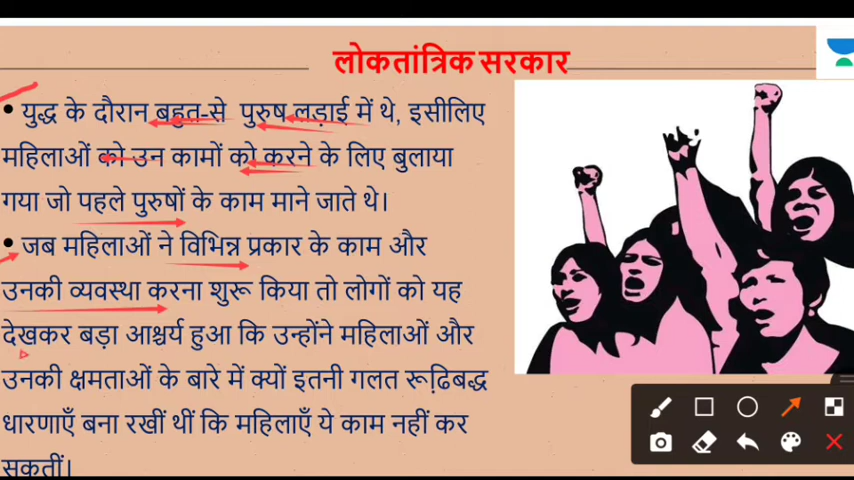 लोकतांत्रिक सरकार
• युद्ध के दौरान बहुत-से पुरुष लड़ाई में थे, इसीलिए
महिलाओं को उन कामों को करने के लिए बुलाया
गया जो पहले पुरुषों के काम माने जाते थे।
• जब महिलाओं ने विभिन्न प्रकार के काम और
उनकी व्यवस्था करना शुरू किया तो लोगों को यह
देखकर बड़ा आश्चर्य हुआ कि उन्होंने महिलाओं और
उनकी क्षमताओं के बारे में क्यों इतनी गलत रूढ़िबद्ध
धारणाएँ बना रखीं थीं कि महिलाएँ ये काम नहीं कर
सकतीं।